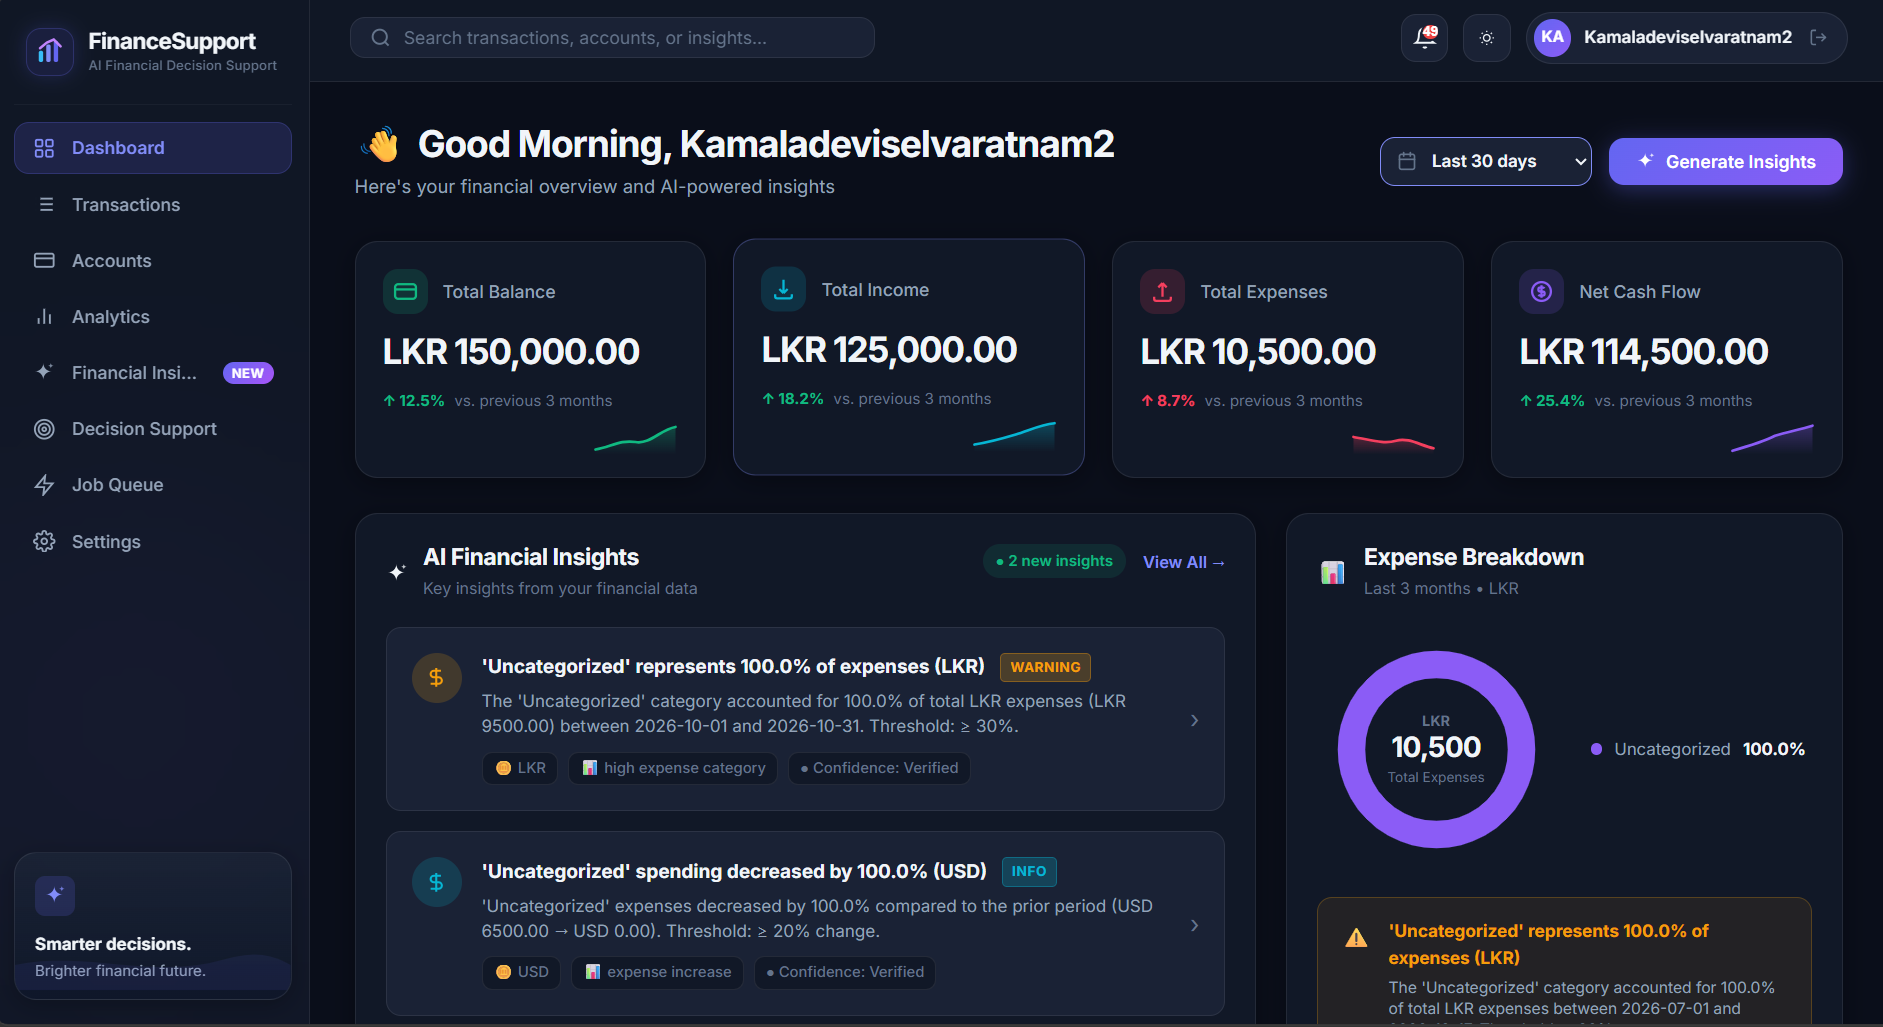 FinanceSupport
AI Financial Decision Support
Dashboard
Transactions
Accounts
Analytics
Financial Insi... NEW
Decision Support
Job Queue
Settings
Smarter decisions.
Brighter financial future.
Search transactions, accounts, or insights...
49
KA Kamaladeviselvaratnam2
Good Morning, Kamaladeviselvaratnam2
Here's your financial overview and AI-powered insights
Last 30 days
Generate Insights
Total Balance
LKR 150,000.00
↑ 12.5% vs. previous 3 months
Total Income
LKR 125,000.00
↑ 18.2% vs. previous 3 months
Total Expenses
LKR 10,500.00
↑ 8.7% vs. previous 3 months
Net Cash Flow
LKR 114,500.00
↑ 25.4% vs. previous 3 months
AI Financial Insights
Key insights from your financial data
● 2 new insights
View All →
'Uncategorized' represents 100.0% of expenses (LKR) WARNING
The 'Uncategorized' category accounted for 100.0% of total LKR expenses (LKR
9500.00) between 2026-10-01 and 2026-10-31. Threshold: ≥ 30%.
LKR
high expense category
● Confidence: Verified
'Uncategorized' spending decreased by 100.0% (USD) INFO
'Uncategorized' expenses decreased by 100.0% compared to the prior period (USD
6500.00 → USD 0.00). Threshold: ≥ 20% change.
USD
expense increase
● Confidence: Verified
Expense Breakdown
Last 3 months • LKR
LKR
10,500
Total Expenses
Uncategorized 100.0%
'Uncategorized' represents 100.0% of
expenses (LKR)
The 'Uncategorized' category accounted for 100.0%
of total LKR expenses between 2026-07-01 and